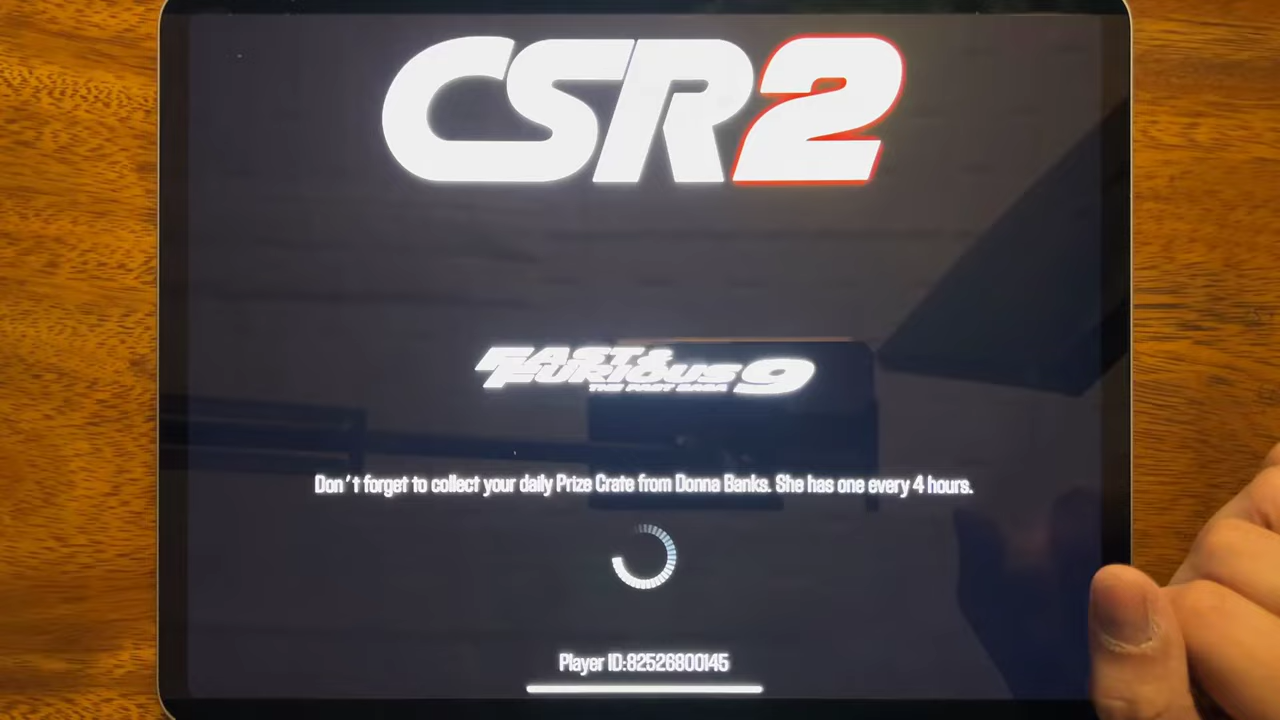 CSR2
FAST &
FURIOUS 9
THE FAST SAGA
Don't forget to collect your daily Prize Crate from Donna Banks. She has one every 4 hours.
Player ID:82526800145